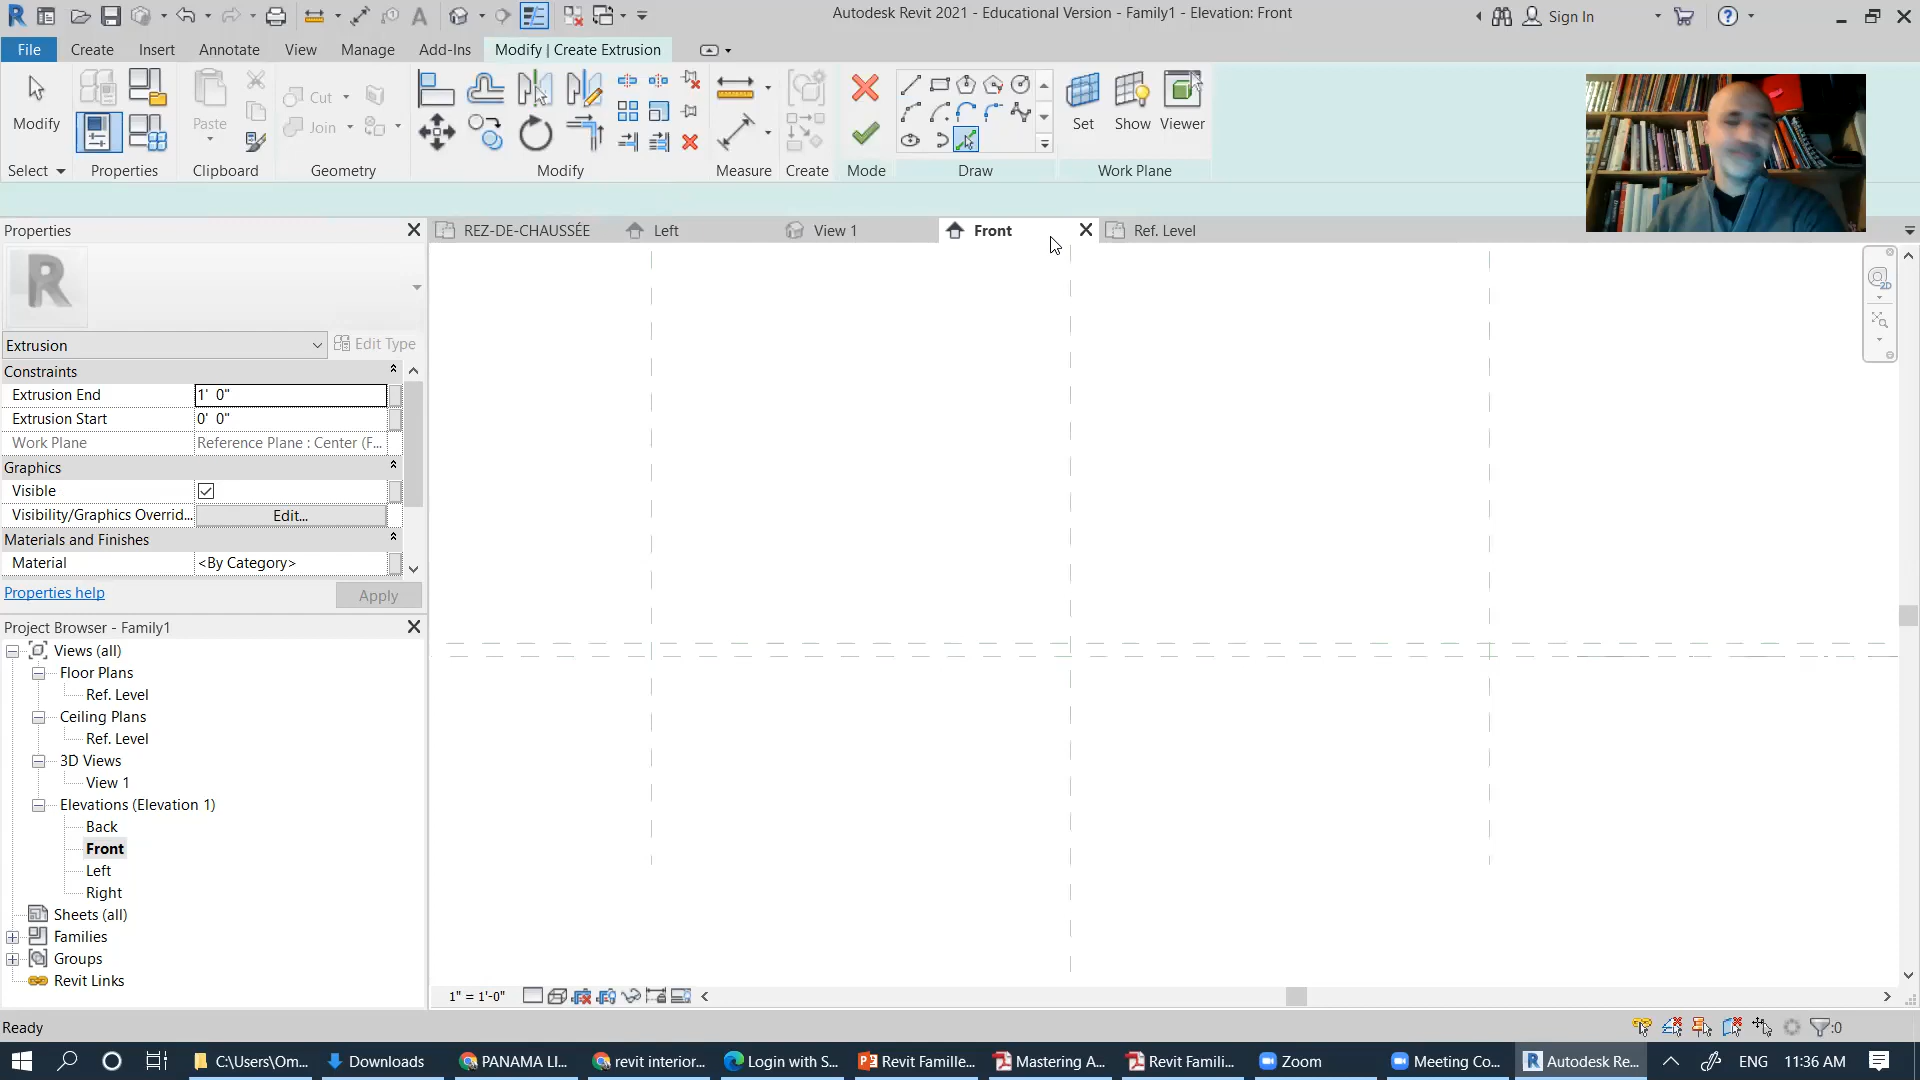 Autodesk Revit 2021 - Educational Version - Family1 - Elevation: Front
Sign In
File Create Insert Annotate View Manage Add-Ins Modify | Create Extrusion
Modify
Paste
Cut
Join
Set Show Viewer
Select Properties Clipboard Geometry Modify Measure Create Mode Draw Work Plane
Properties
REZ-DE-CHAUSSÉE Left View 1 Front Ref. Level
R
2D
Extrusion Edit Type
Constraints
Extrusion End 1' 0"
Extrusion Start 0' 0"
Work Plane Reference Plane : Center (F...
Graphics
Visible
Visibility/Graphics Overrid... Edit...
Materials and Finishes
Material <By Category>
Properties help Apply
Project Browser - Family1
Views (all)
Floor Plans
Ref. Level
Ceiling Plans
Ref. Level
3D Views
View 1
Elevations (Elevation 1)
Back
Front
Left
Right
Sheets (all)
Families
Groups
Revit Links
1" = 1'-0"
Ready
:0
C:\Users\Om... Downloads PANAMA LI... revit interior... Login with S... Revit Famille... Mastering A... Revit Famili... Zoom Meeting Co... Autodesk Re... ENG 11:36 AM